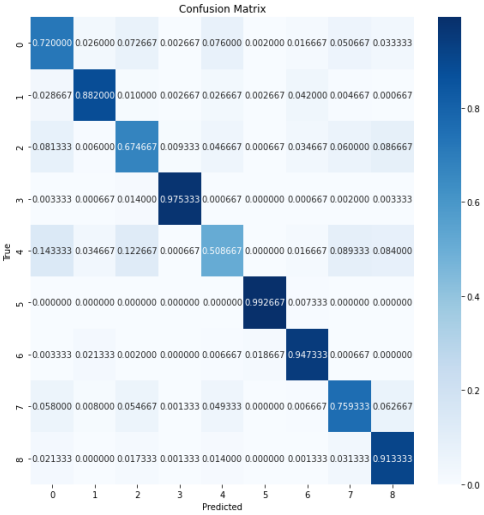 Confusion Matrix
0 0.720000 0.026000 0.072667 0.002667 0.076000 0.002000 0.016667 0.050667 0.033333
1 0.028667 0.882000 0.010000 0.002667 0.026667 0.002667 0.042000 0.004667 0.000667
2 0.081333 0.006000 0.674667 0.009333 0.046667 0.000667 0.034667 0.060000 0.086667
3 0.003333 0.000667 0.014000 0.975333 0.000667 0.000000 0.000667 0.002000 0.003333
4 0.143333 0.034667 0.122667 0.000667 0.508667 0.000000 0.016667 0.089333 0.084000
5 0.000000 0.000000 0.000000 0.000000 0.000000 0.992667 0.007333 0.000000 0.000000
6 0.003333 0.021333 0.002000 0.000000 0.006667 0.018667 0.947333 0.000667 0.000000
7 0.058000 0.008000 0.054667 0.001333 0.049333 0.000000 0.006667 0.759333 0.062667
8 0.021333 0.000000 0.017333 0.001333 0.014000 0.000000 0.001333 0.031333 0.913333
0 1 2 3 4 5 6 7 8
Predicted
True
0.8
0.6
0.4
0.2
0.0